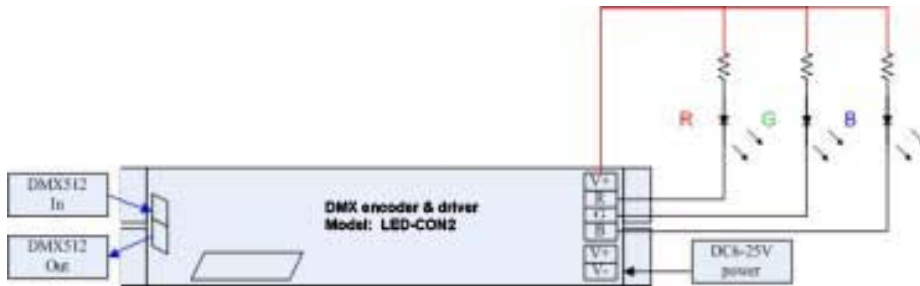 R G B
DMX512
In
DMX512
Out
DMX encoder & driver
Model: LED-CON2
V+
R
G
B
V+
V-
DC6-25V
power